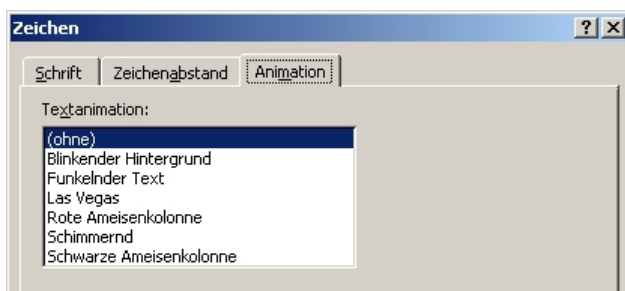 Zeichen
Schrift Zeichenabstand Animation
Textanimation:
(ohne)
Blinkender Hintergrund
Funkelnder Text
Las Vegas
Rote Ameisenkolonne
Schimmernd
Schwarze Ameisenkolonne